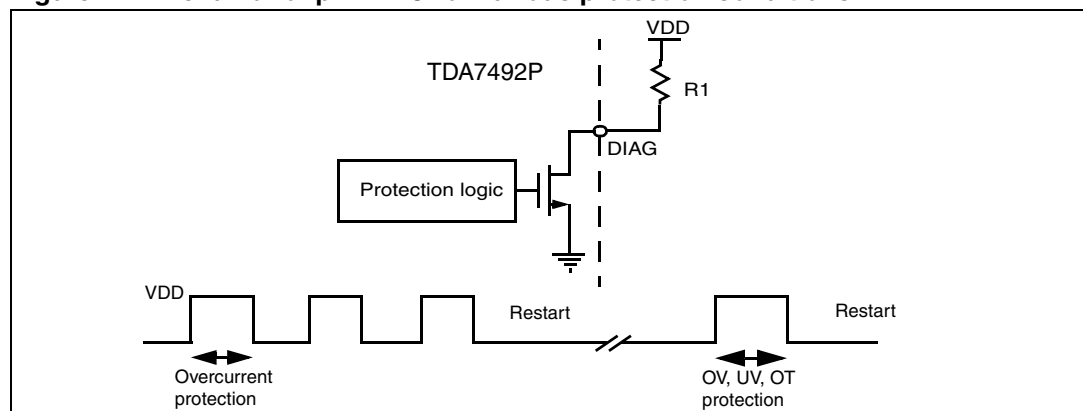 VDD
TDA7492P
R1
DIAG
Protection logic
VDD
Restart
Restart
Overcurrent
protection
OV, UV, OT
protection